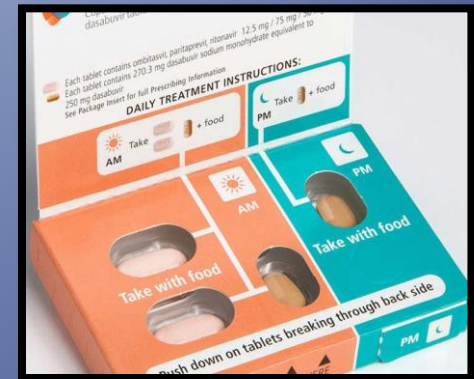 dasabuvir
Each tablet contains ombitasvir, paritaprevir, ritonavir 12.5 mg / 75 mg /
Each tablet contains 270.3 mg dasabuvir sodium monohydrate equivalent to
250 mg dasabuvir
See Package Insert for full Prescribing Information
DAILY TREATMENT INSTRUCTIONS:
AM Take + food
PM Take + food
AM
PM
Take with food
Take with food
Push down on tablets breaking through back side
PM
HERE